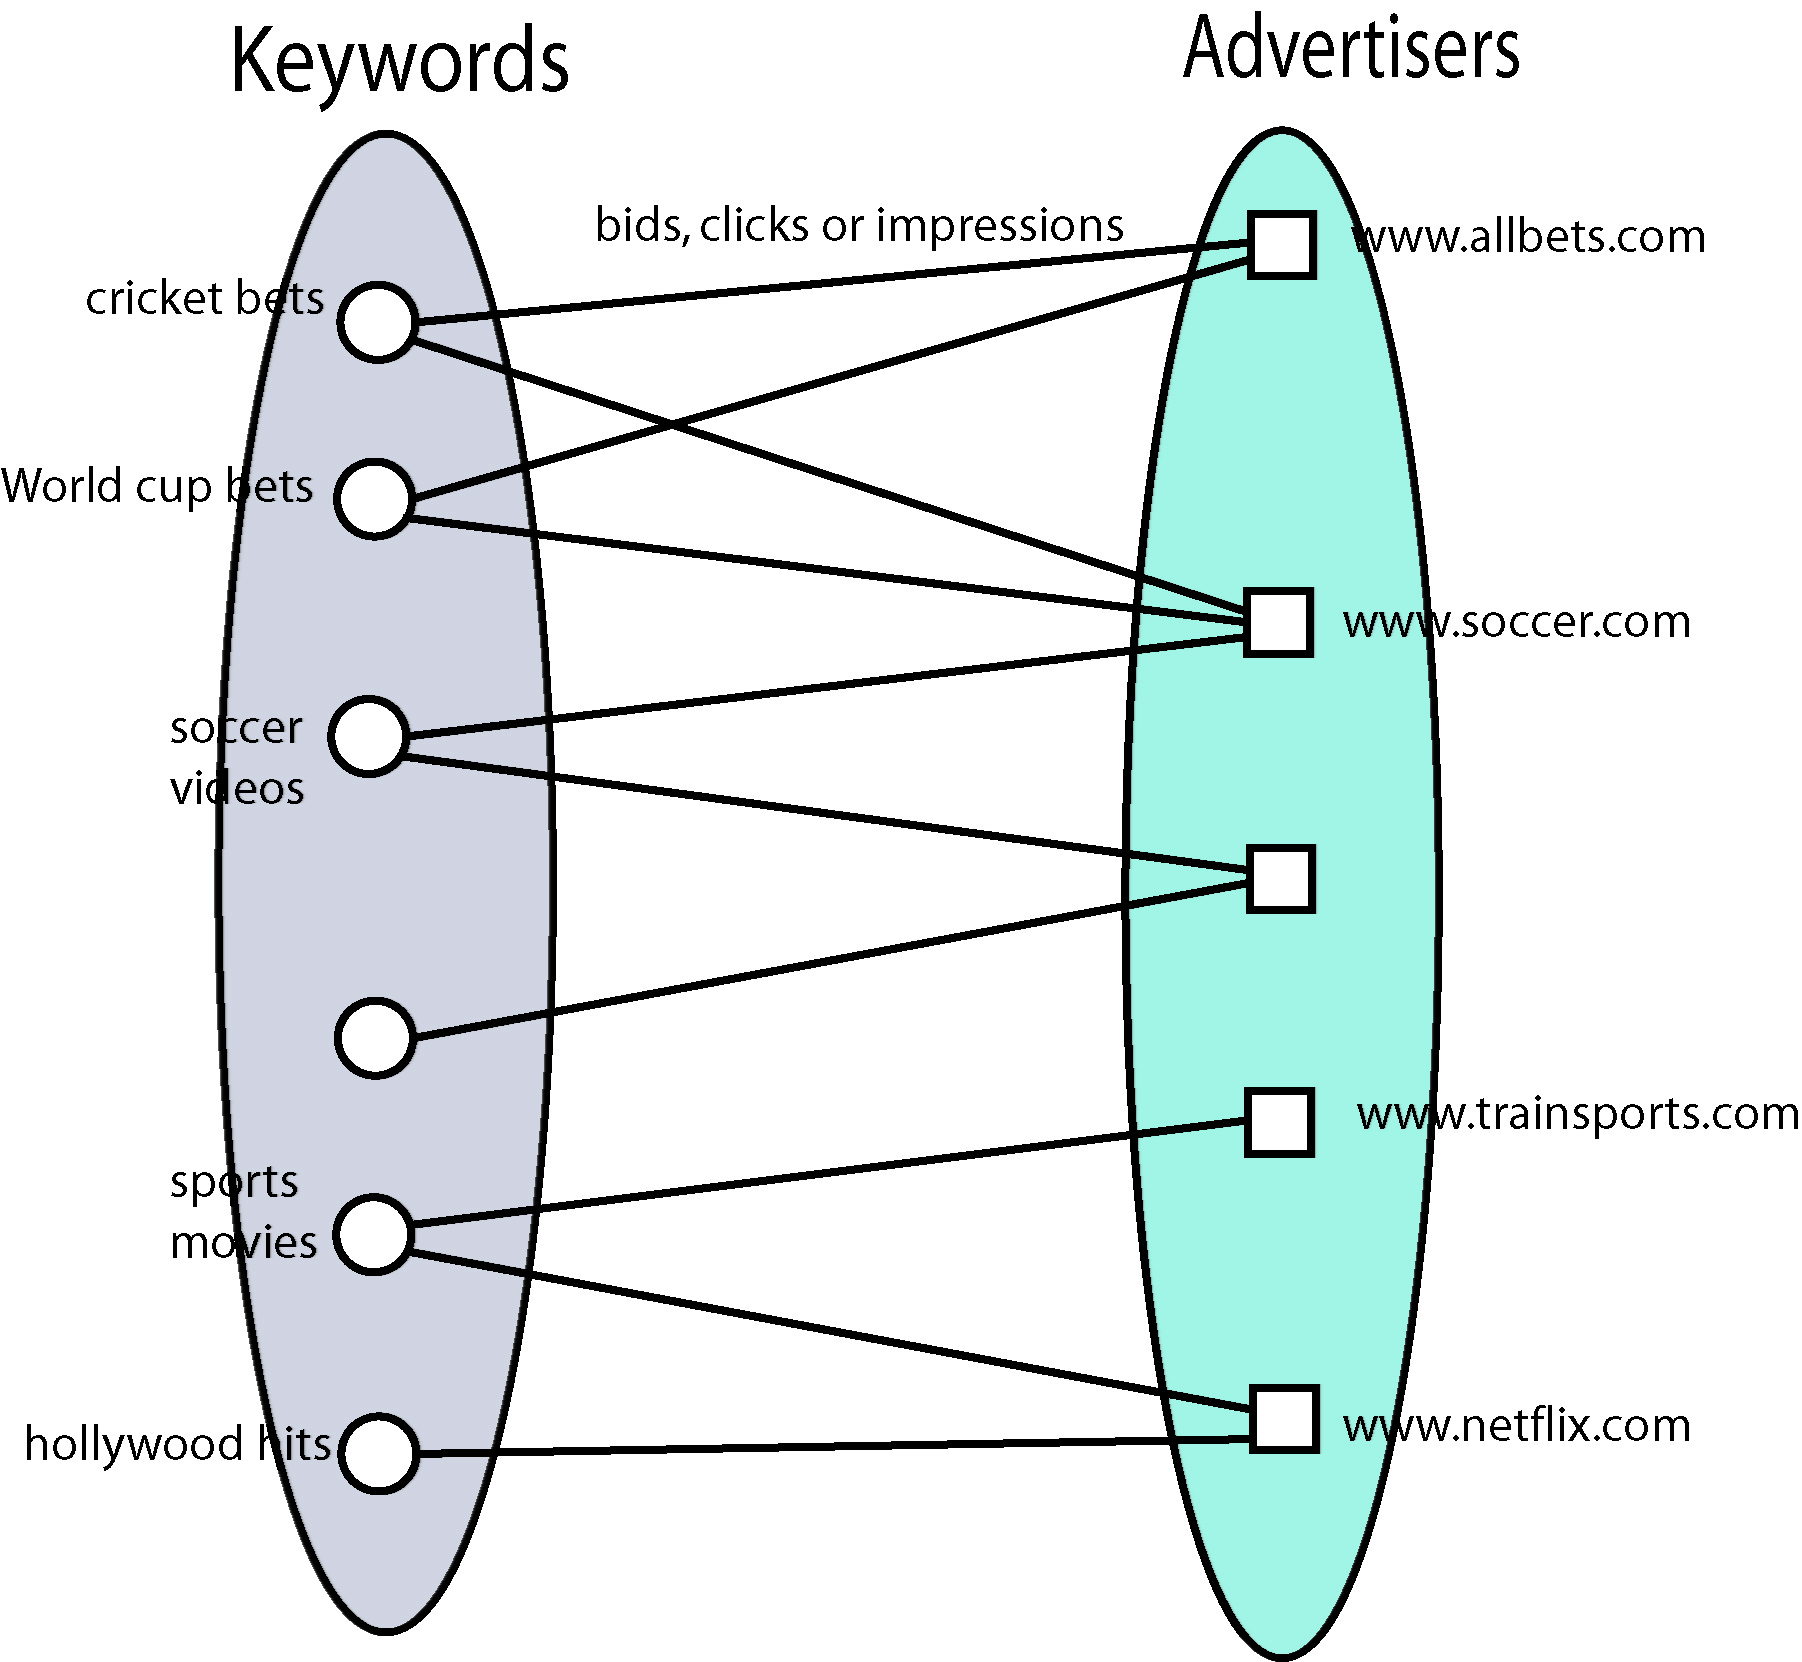 Keywords
Advertisers
bids, clicks or impressions
www.allbets.com
cricket bets
World cup bets
www.soccer.com
soccer
videos
www.trainsports.com
sports
movies
www.netflix.com
hollywood hits